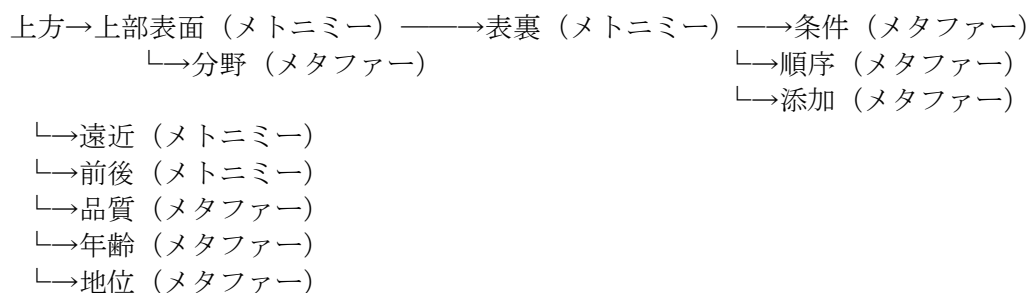 上方→上部表面（メトニミー）───→表裏（メトニミー）─→条件（メタファー）
└→分野（メタファー） └→順序（メタファー）
└→添加（メタファー）
└→遠近（メトニミー）
└→前後（メトニミー）
└→品質（メタファー）
└→年齢（メタファー）
└→地位（メタファー）